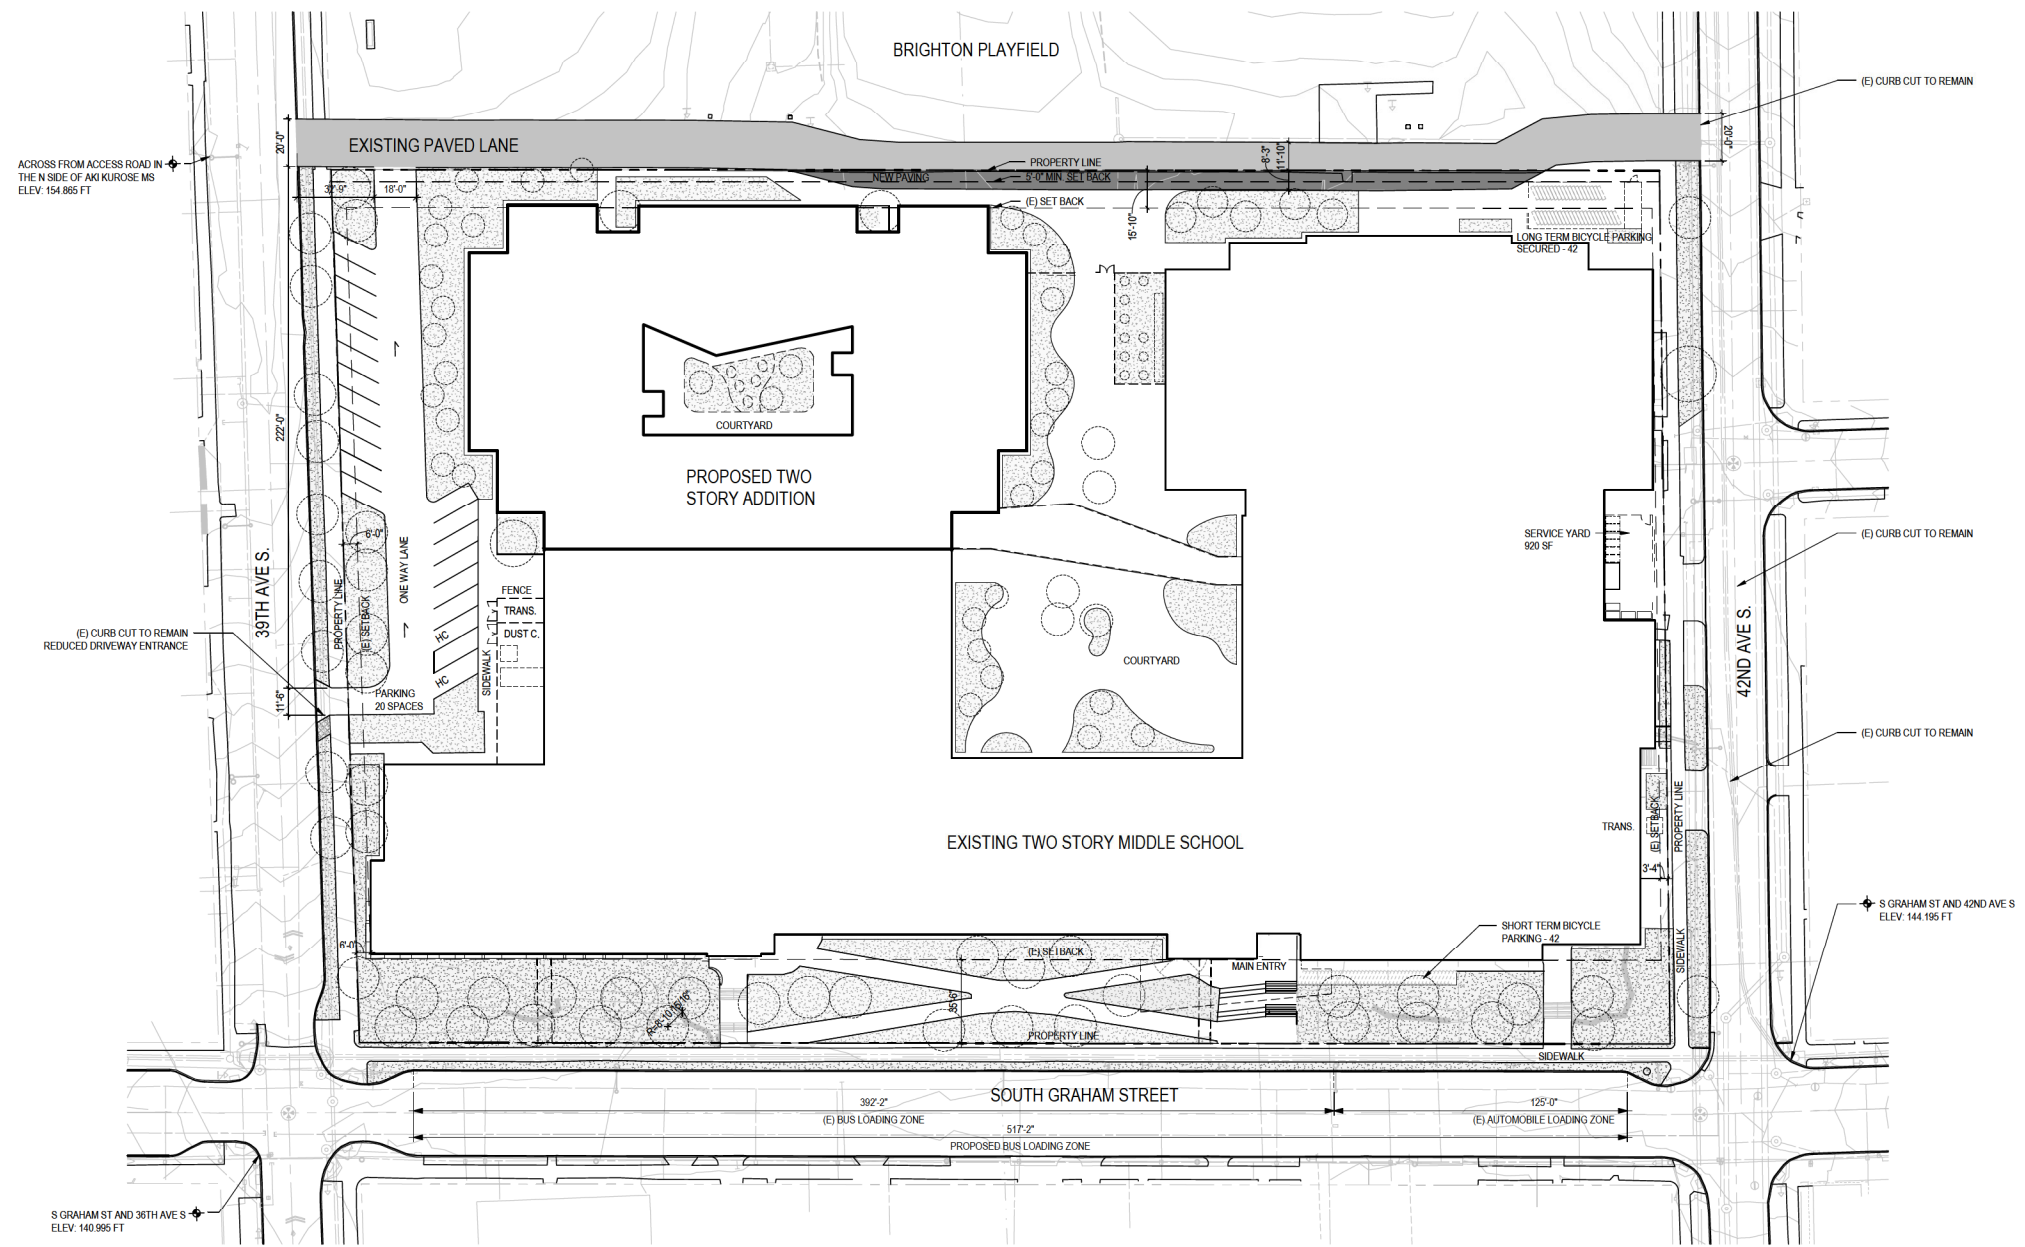 BRIGHTON PLAYFIELD
(E) CURB CUT TO REMAIN
EXISTING PAVED LANE
20'-0"
20'-0"
ACROSS FROM ACCESS ROAD IN
THE N SIDE OF AKI KUROSE MS
ELEV: 154.865 FT
PROPERTY LINE
8'-3"
11'-10"
NEW PAVING
5'-0" MIN. SET BACK
18'-0"
(E) SET BACK
15'-10"
LONG TERM BICYCLE PARKING
SECURED - 42
222'-0"
COURTYARD
PROPOSED TWO
STORY ADDITION
6'-0"
ONE WAY LANE
39TH AVE S.
PROPERTY LINE
(E) SETBACK
SERVICE YARD
920 SF
(E) CURB CUT TO REMAIN
FENCE
TRANS.
DUST C.
HC
HC
SIDEWALK
(E) CURB CUT TO REMAIN
REDUCED DRIVEWAY ENTRANCE
11'-6"
PARKING
20 SPACES
COURTYARD
42ND AVE S.
(E) CURB CUT TO REMAIN
EXISTING TWO STORY MIDDLE SCHOOL
TRANS.
(E) SETBACK
PROPERTY LINE
3'-4"
S GRAHAM ST AND 42ND AVE S
ELEV: 144.195 FT
SHORT TERM BICYCLE
PARKING - 42
6'-0"
(E) SETBACK
MAIN ENTRY
SIDEWALK
35'-6"
PROPERTY LINE
SIDEWALK
SOUTH GRAHAM STREET
392'-2"
125'-0"
(E) BUS LOADING ZONE
(E) AUTOMOBILE LOADING ZONE
517'-2"
PROPOSED BUS LOADING ZONE
S GRAHAM ST AND 36TH AVE S
ELEV: 140.995 FT